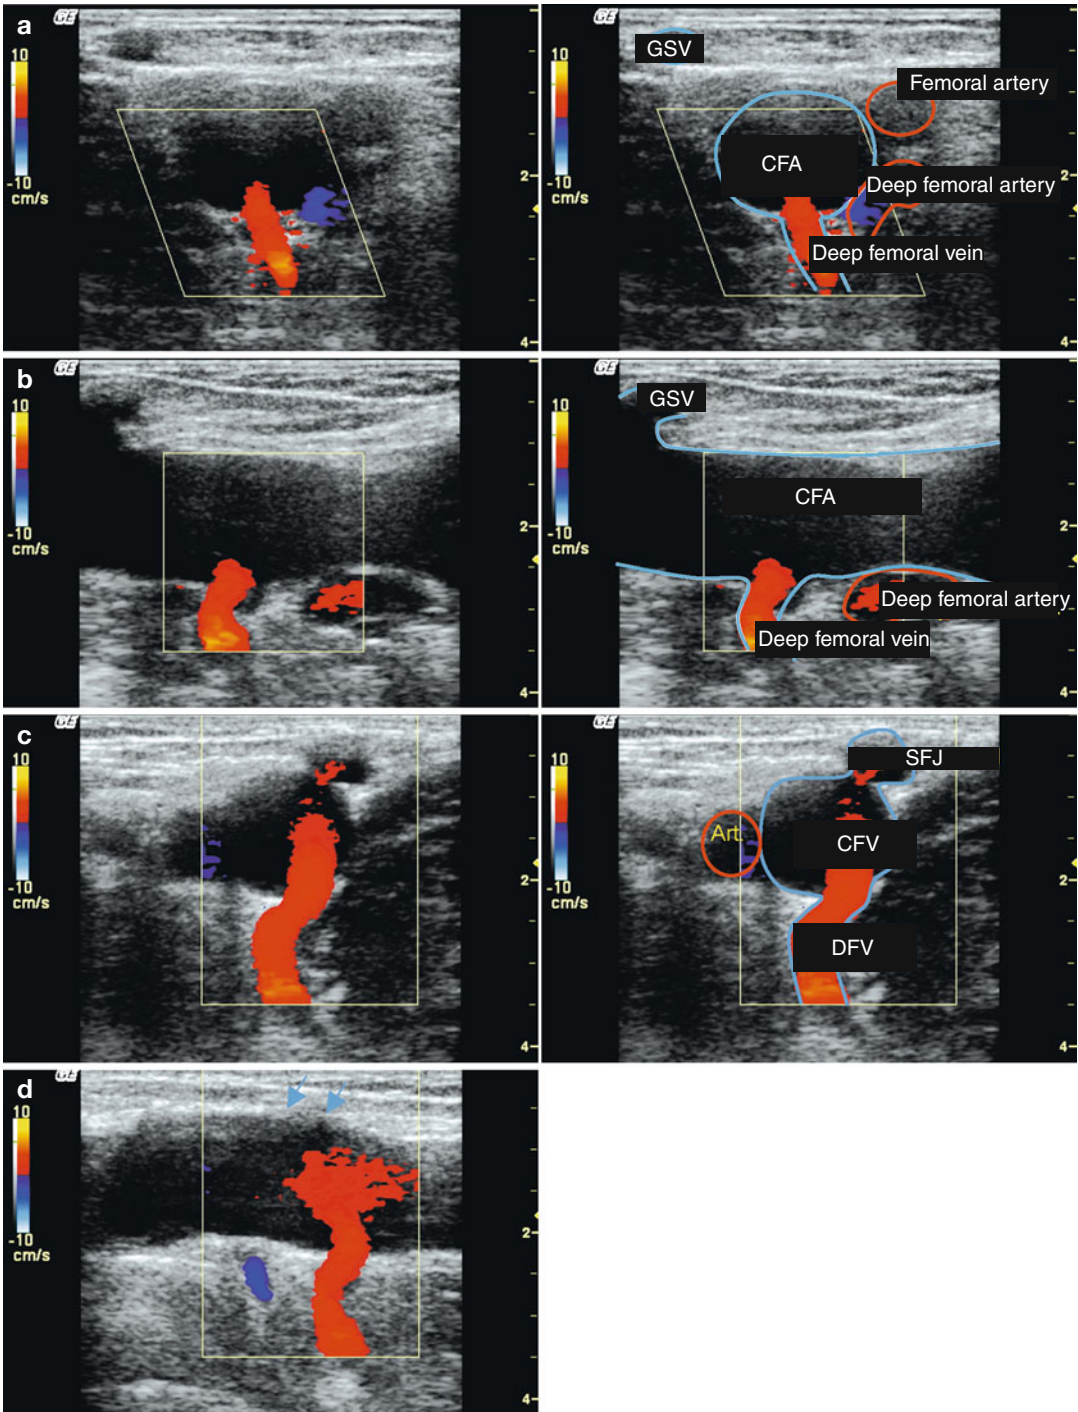 a
GE
10
-10
cm/s
2
4
GE
10
-10
cm/s
GSV
Femoral artery
CFA
Deep femoral artery
Deep femoral vein
2
4
b
GE
10
-10
cm/s
2
4
GE
10
-10
cm/s
GSV
CFA
Deep femoral artery
Deep femoral vein
2
4
c
GE
10
-10
cm/s
2
4
GE
10
-10
cm/s
SFJ
Art.
CFV
DFV
2
4
d
GE
10
-10
cm/s
2
4